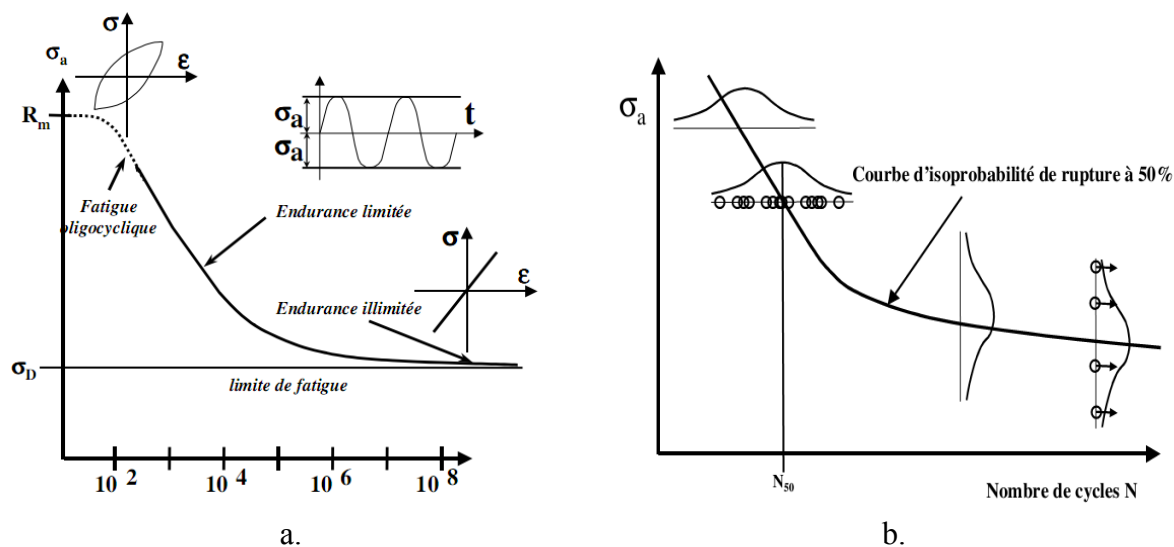 σ
σₐ
ε
Rₘ
σₐ
t
σₐ
Fatigue
oligocyclique
Endurance limitée
σ
ε
Endurance illimitée
σ_D
limite de fatigue
10 ²
10 ⁴
10 ⁶
10 ⁸
a.
σₐ
Courbe d'isoprobabilité de rupture à 50%
N₅₀
Nombre de cycles N
b.